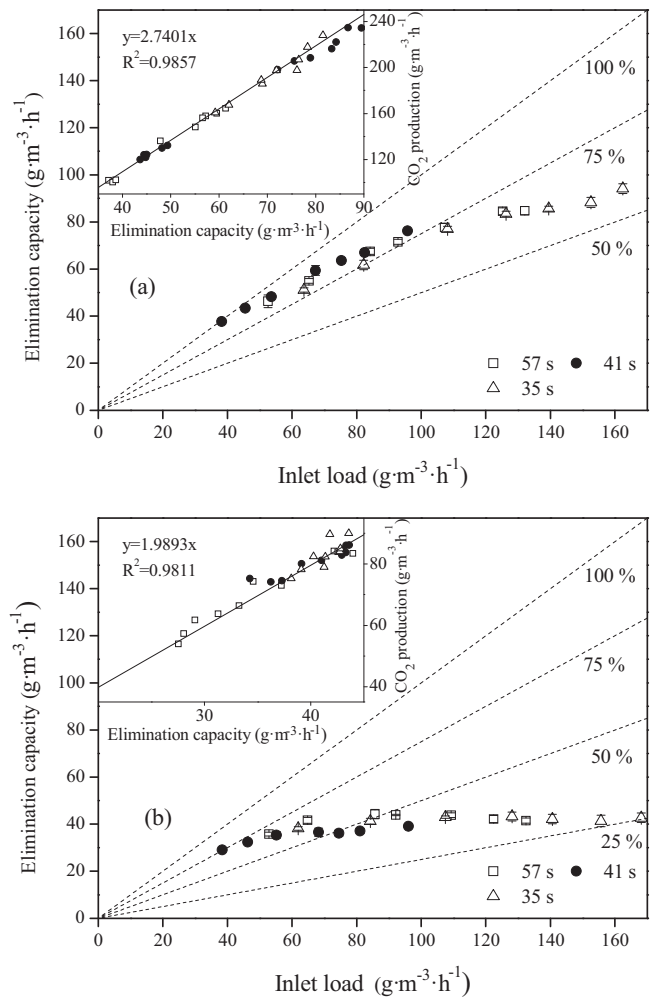 160
140
120
100
80
60
40
20
0
Elimination capacity (g·m⁻³·h⁻¹)
y=2.7401x
R²=0.9857
240
200
160
120
CO₂ production (g·m⁻³·h⁻¹)
40 50 60 70 80 90
Elimination capacity (g·m⁻³·h⁻¹)
100 %
75 %
50 %
(a)
57 s
41 s
35 s
0 20 40 60 80 100 120 140 160
Inlet load (g·m⁻³·h⁻¹)
160
140
120
100
80
60
40
20
0
Elimination capacity (g·m⁻³·h⁻¹)
y=1.9893x
R²=0.9811
80
60
40
CO₂ production (g·m⁻³·h⁻¹)
30 40
Elimination capacity (g·m⁻³·h⁻¹)
100 %
75 %
50 %
25 %
(b)
57 s
41 s
35 s
0 20 40 60 80 100 120 140 160
Inlet load (g·m⁻³·h⁻¹)